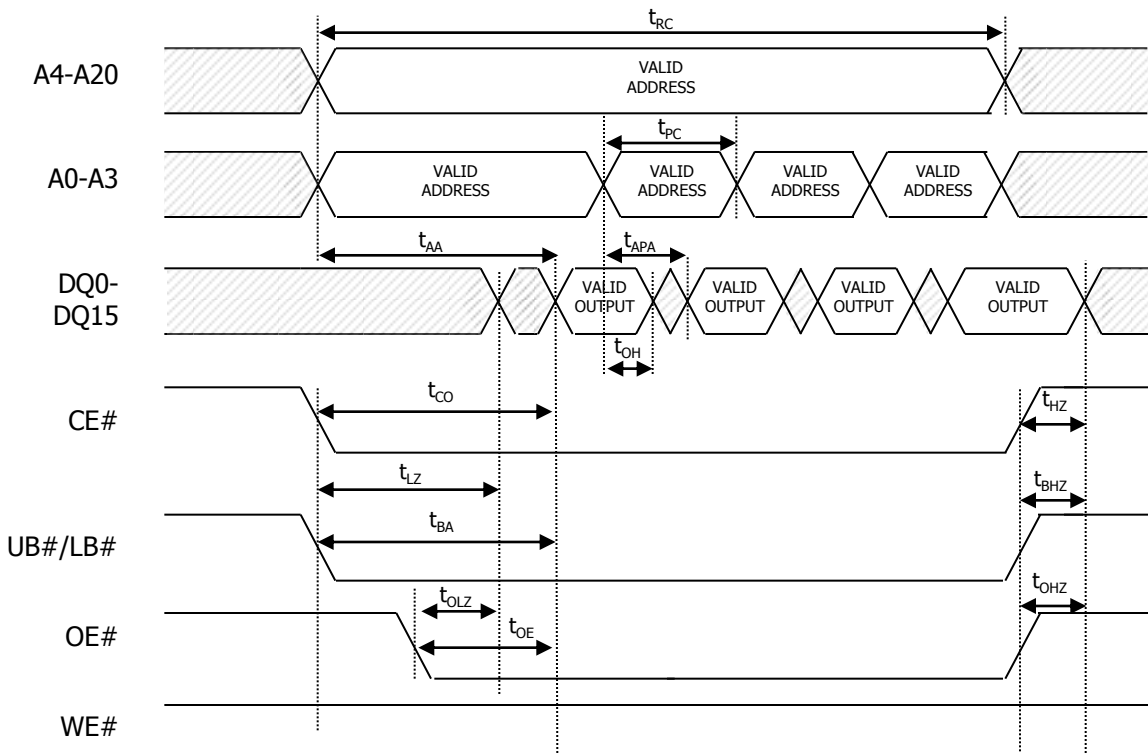 tRC
A4-A20
VALID
ADDRESS
tPC
A0-A3
VALID
ADDRESS
VALID
ADDRESS
VALID
ADDRESS
VALID
ADDRESS
tAA
tAPA
DQ0-
DQ15
VALID
OUTPUT
VALID
OUTPUT
VALID
OUTPUT
VALID
OUTPUT
tOH
CE#
tCO
tHZ
tLZ
tBHZ
UB#/LB#
tBA
tOLZ
tOHZ
OE#
tOE
WE#